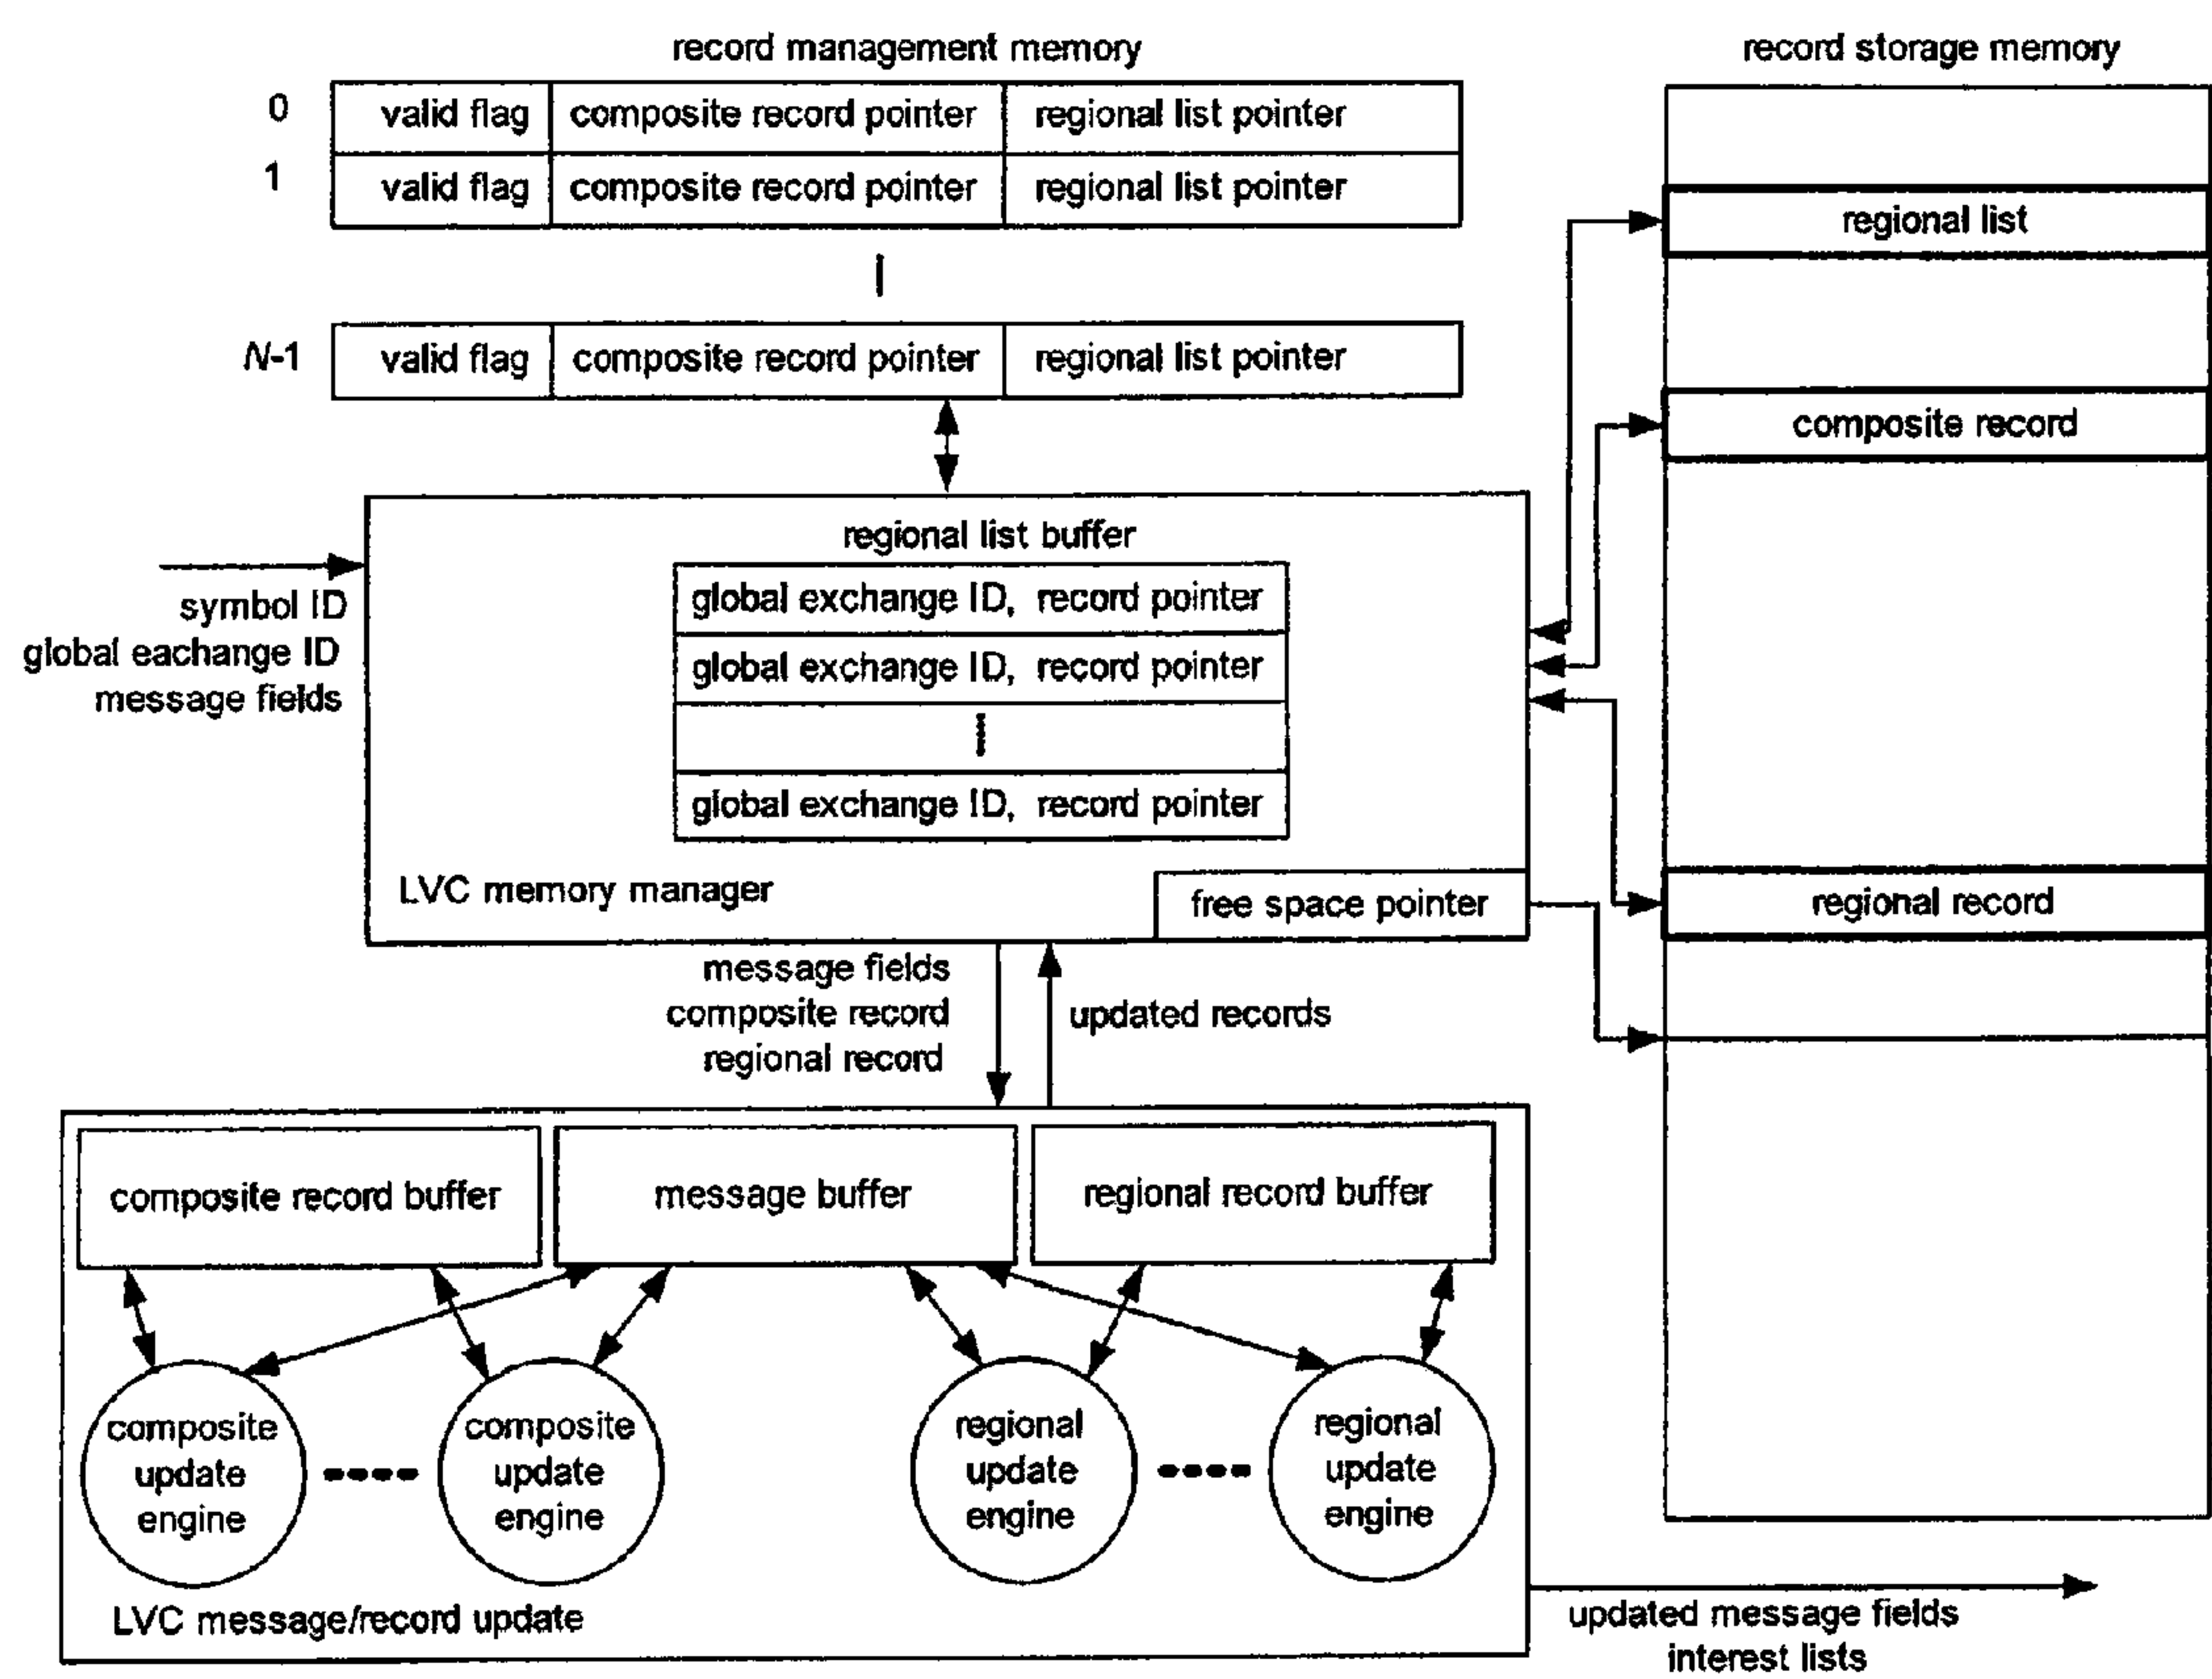 record management memory
record storage memory
0
valid flag
composite record pointer
regional list pointer
1
valid flag
composite record pointer
regional list pointer
regional list
N-1
valid flag
composite record pointer
regional list pointer
composite record
regional list buffer
symbol ID
global eachange ID
message fields
global exchange ID, record pointer
global exchange ID, record pointer
global exchange ID, record pointer
LVC memory manager
free space pointer
regional record
message fields
composite record
regional record
updated records
composite record buffer
message buffer
regional record buffer
composite
update
engine
composite
update
engine
regional
update
engine
regional
update
engine
LVC message/record update
updated message fields
interest lists